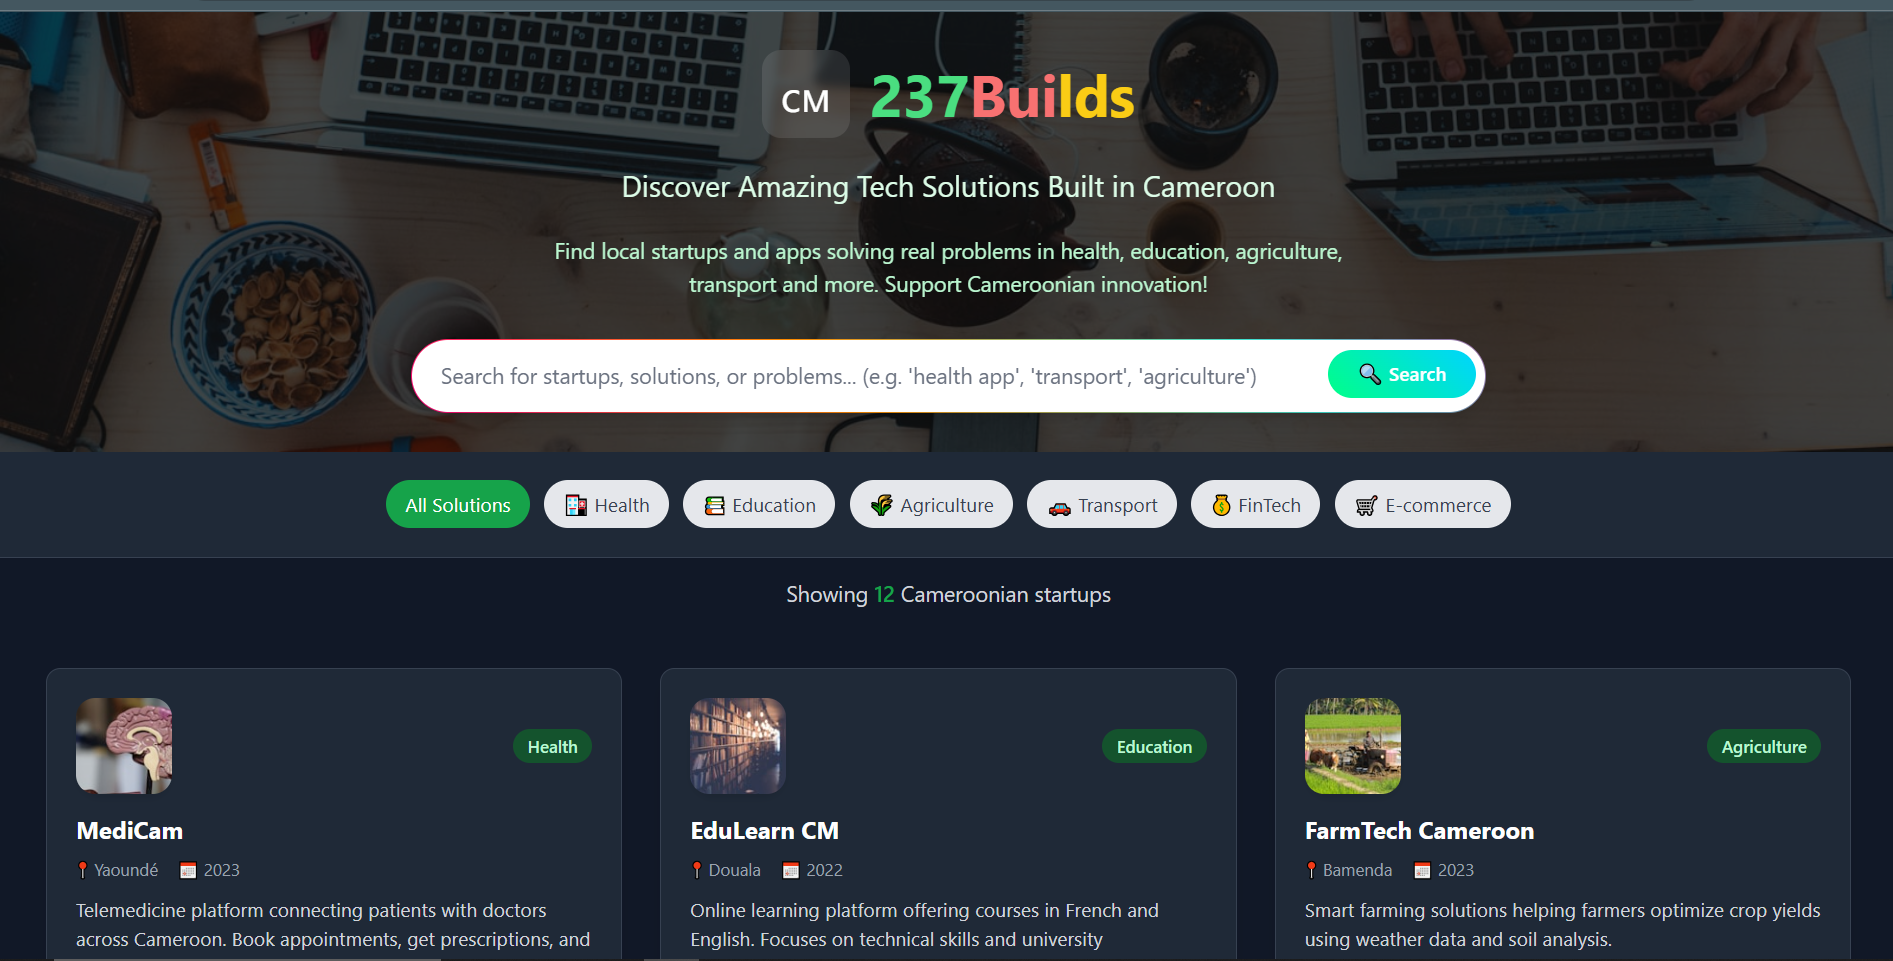 CM 237Builds
Discover Amazing Tech Solutions Built in Cameroon
Find local startups and apps solving real problems in health, education, agriculture,
transport and more. Support Cameroonian innovation!
Search for startups, solutions, or problems... (e.g. 'health app', 'transport', 'agriculture')
Search
All Solutions
Health
Education
Agriculture
Transport
FinTech
E-commerce
Showing 12 Cameroonian startups
Health
MediCam
Yaoundé 2023
Telemedicine platform connecting patients with doctors
across Cameroon. Book appointments, get prescriptions, and
Education
EduLearn CM
Douala 2022
Online learning platform offering courses in French and
English. Focuses on technical skills and university
Agriculture
FarmTech Cameroon
Bamenda 2023
Smart farming solutions helping farmers optimize crop yields
using weather data and soil analysis.